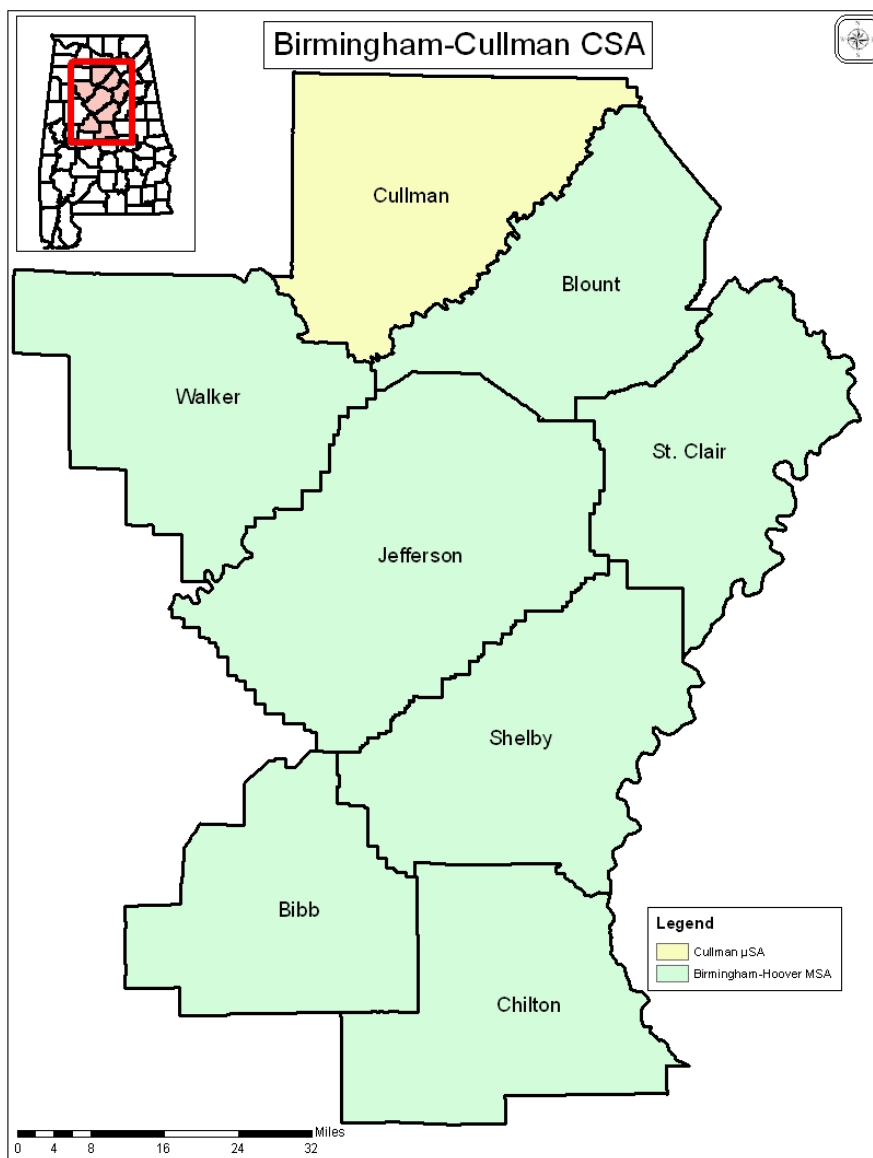 Birmingham-Cullman CSA
Cullman
Blount
Walker
St. Clair
Jefferson
Shelby
Bibb
Chilton
Legend
Cullman µSA
Birmingham-Hoover MSA
Miles
0 4 8 16 24 32